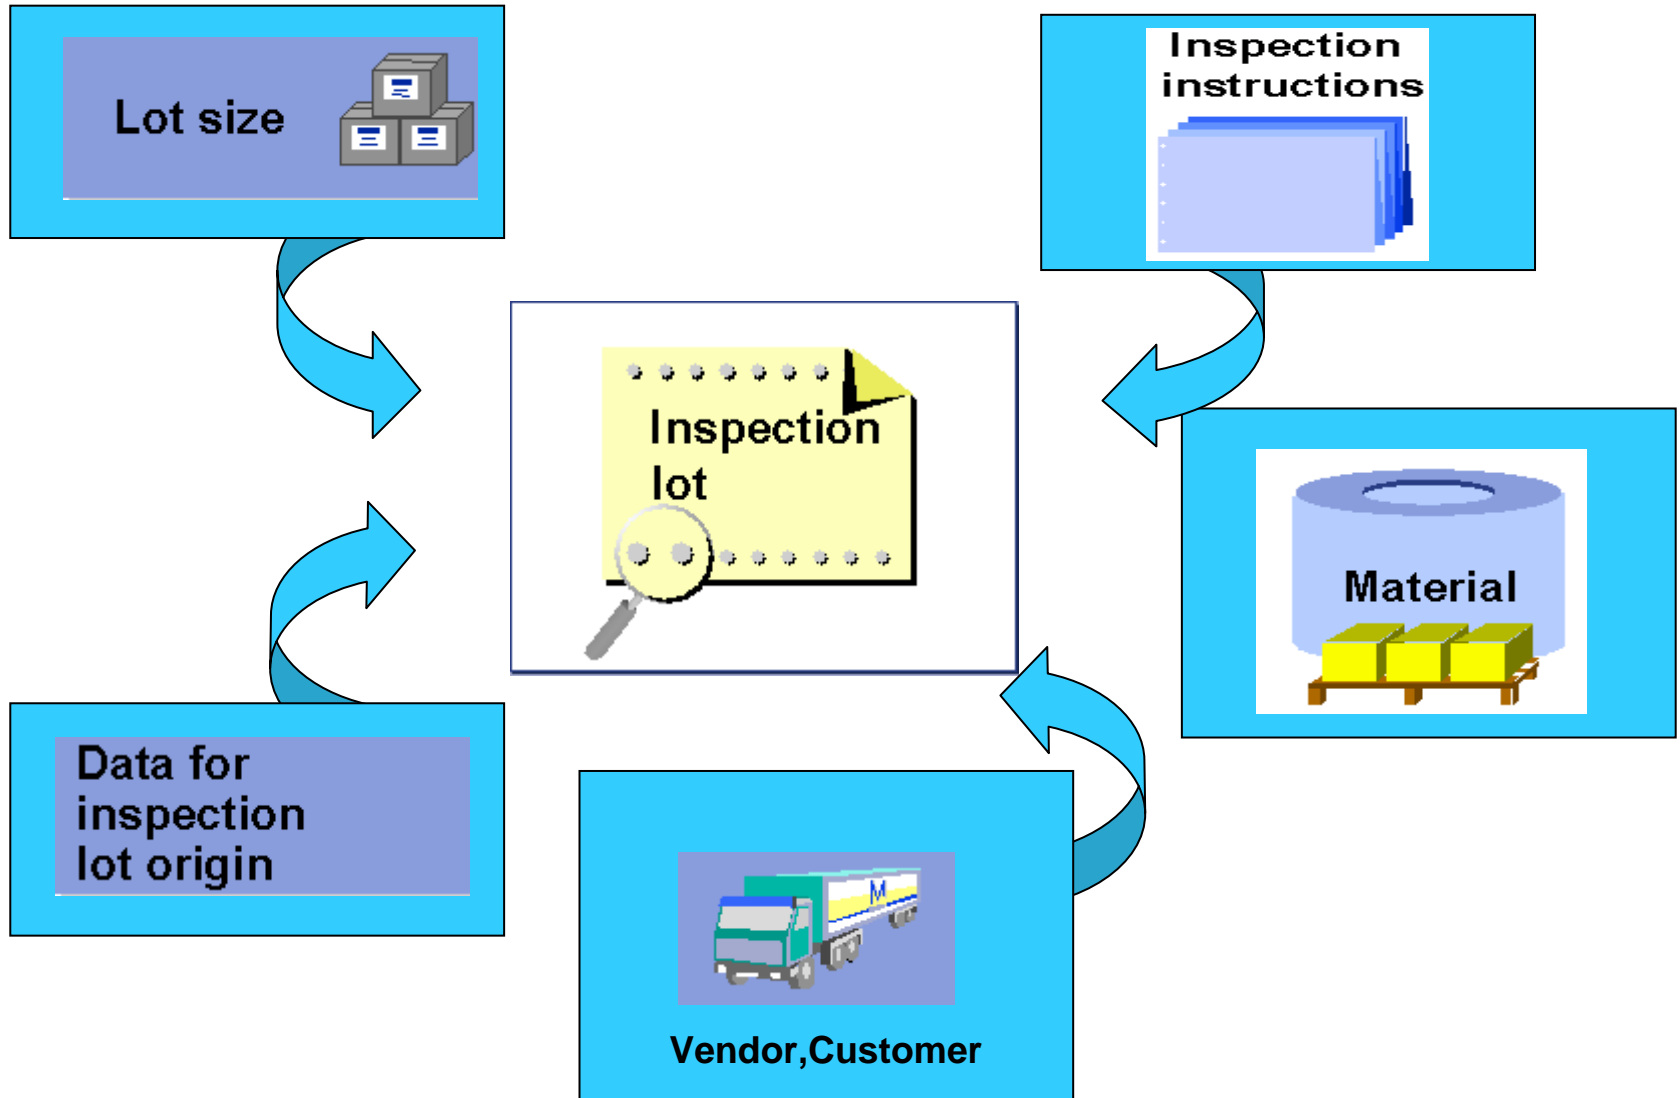 Lot size
Inspection
instructions
Inspection
lot
Material
Data for
inspection
lot origin
M
Vendor,Customer